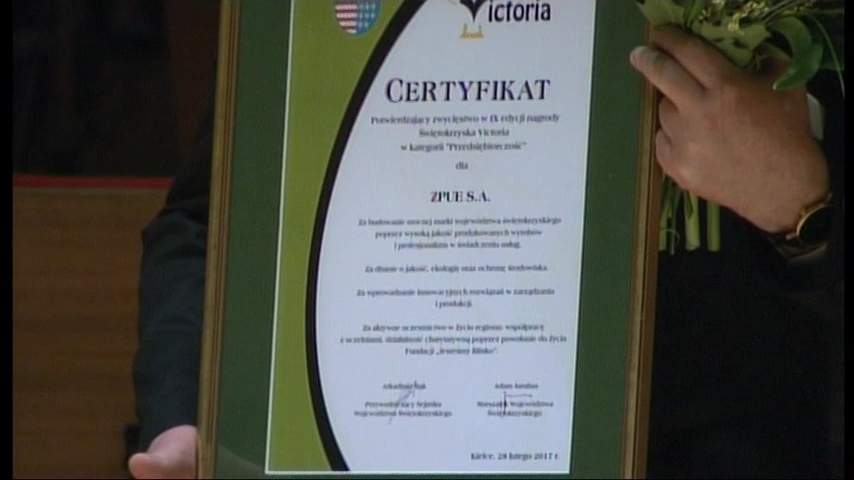 Victoria
CERTYFIKAT
Potwierdzający zwycięstwo w IX edycji nagrody
Świętokrzyska Victoria
w kategorii "Przedsiębiorczość"
dla
ZPUE S.A.
Za budowanie mocnej marki województwa świętokrzyskiego
poprzez wysoką jakość produkowanych wyrobów
i profesjonalizm w świadczeniu usług.
Za dbanie o jakość, ekologię oraz ochronę środowiska.
Za wprowadzanie innowacyjnych rozwiązań w zarządzaniu
i produkcji.
Za aktywne uczestnictwo w życiu regionu: współpracę
z uczelniami, działalność charytatywną poprzez powołanie do życia
Fundacji „Jesteśmy Blisko".
Arkadiusz Bąk
Adam Jarubas
Przewodniczący Sejmiku
Województwa Świętokrzyskiego
Marszałek Województwa
Świętokrzyskiego
Kielce, 28 lutego 2017 r.